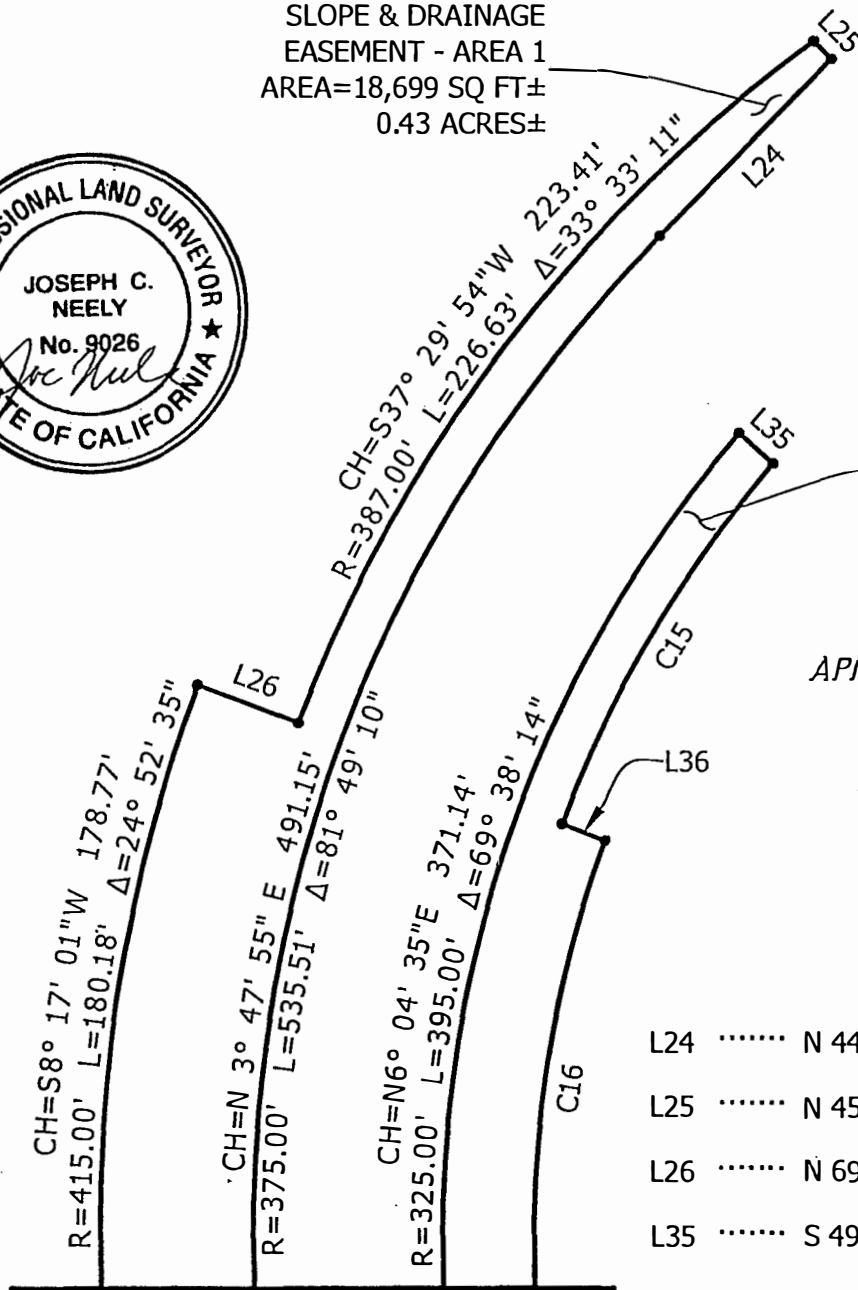 SLOPE & DRAINAGE
EASEMENT - AREA 1
AREA=18,699 SQ FT±
0.43 ACRES±
L25
L24
SSIONAL LAND SURVEYOR ★
JOSEPH C.
NEELY
No. 9026
TE OF CALIFORNIA
CH=S37° 29' 54"W 223.41'
R=387.00' L=226.63' Δ=33° 33' 11"
L35
C15
API
L26
L36
CH=S8° 17' 01"W 178.77'
R=415.00' L=180.18" Δ=24° 52' 35"
CH=N 3° 47' 55" E 491.15'
R=375.00' L=535.51' Δ=81° 49' 10"
CH=N6° 04' 35"E 371.14'
R=325.00' L=395.00' Δ=69° 38' 14"
C16
L24 ······· N 44
L25 ······· N 45
L26 ······· N 69
L35 ······· S 49